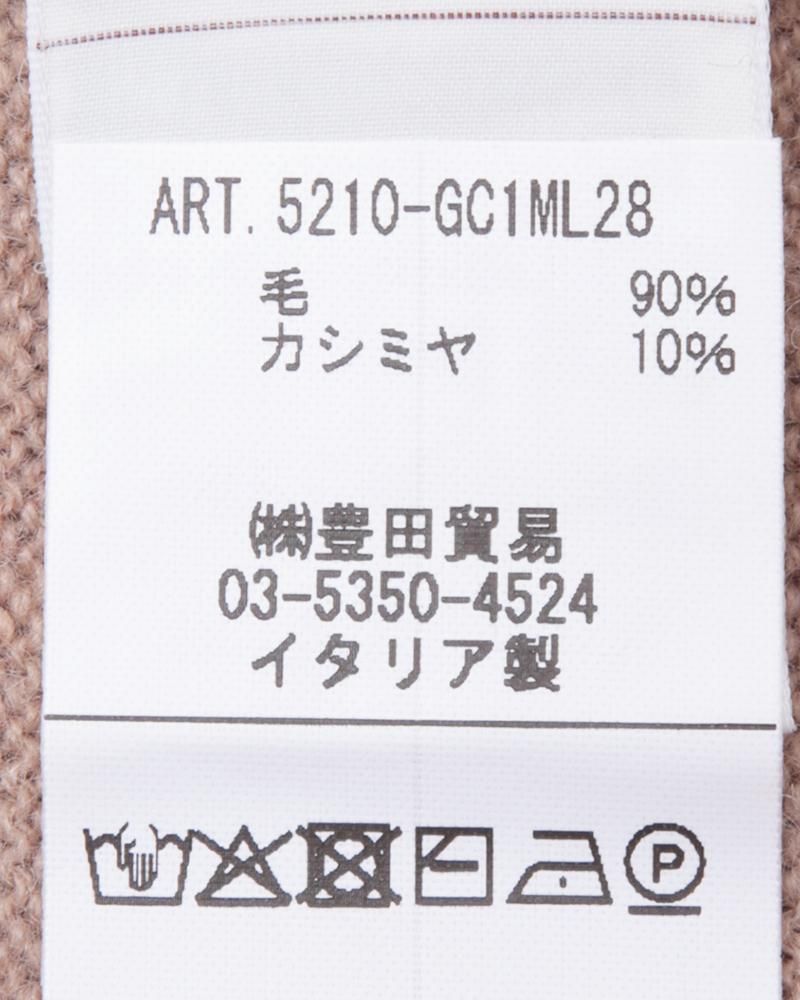 ART. 5210-GC1ML28
毛 90%
カシミヤ 10%
㈱豊田貿易
03-5350-4524
イタリア製
P